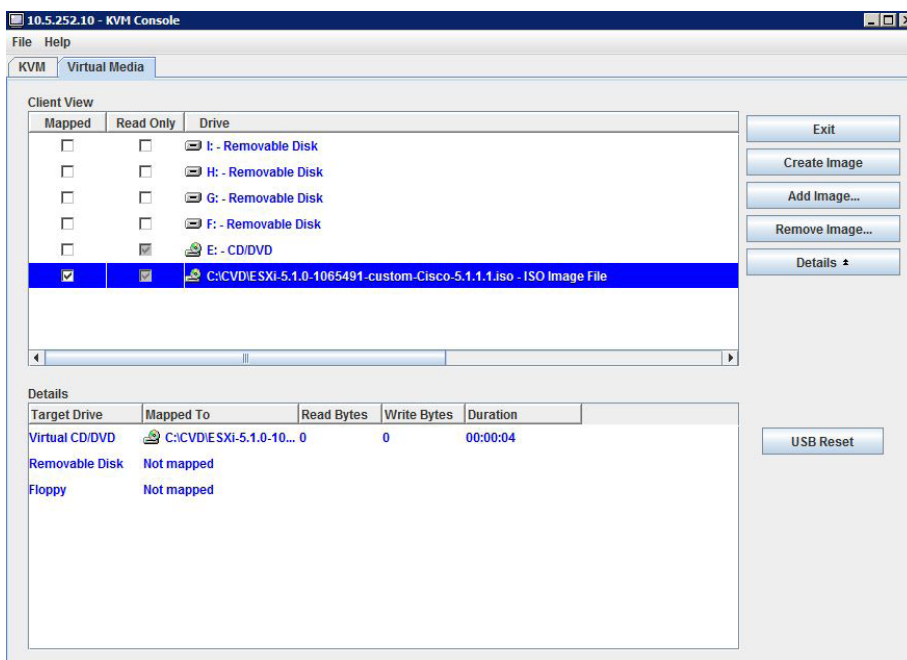 10.5.252.10 - KVM Console
File Help
KVM Virtual Media
Client View
Mapped Read Only Drive
I: - Removable Disk
H: - Removable Disk
G: - Removable Disk
F: - Removable Disk
E: - CD/DVD
C:\CVD\ESXi-5.1.0-1065491-custom-Cisco-5.1.1.1.iso - ISO Image File
Exit
Create Image
Add Image...
Remove Image...
Details
Details
Target Drive Mapped To Read Bytes Write Bytes Duration
Virtual CD/DVD C:\CVD\ESXi-5.1.0-10... 0 0 00:00:04
Removable Disk Not mapped
Floppy Not mapped
USB Reset